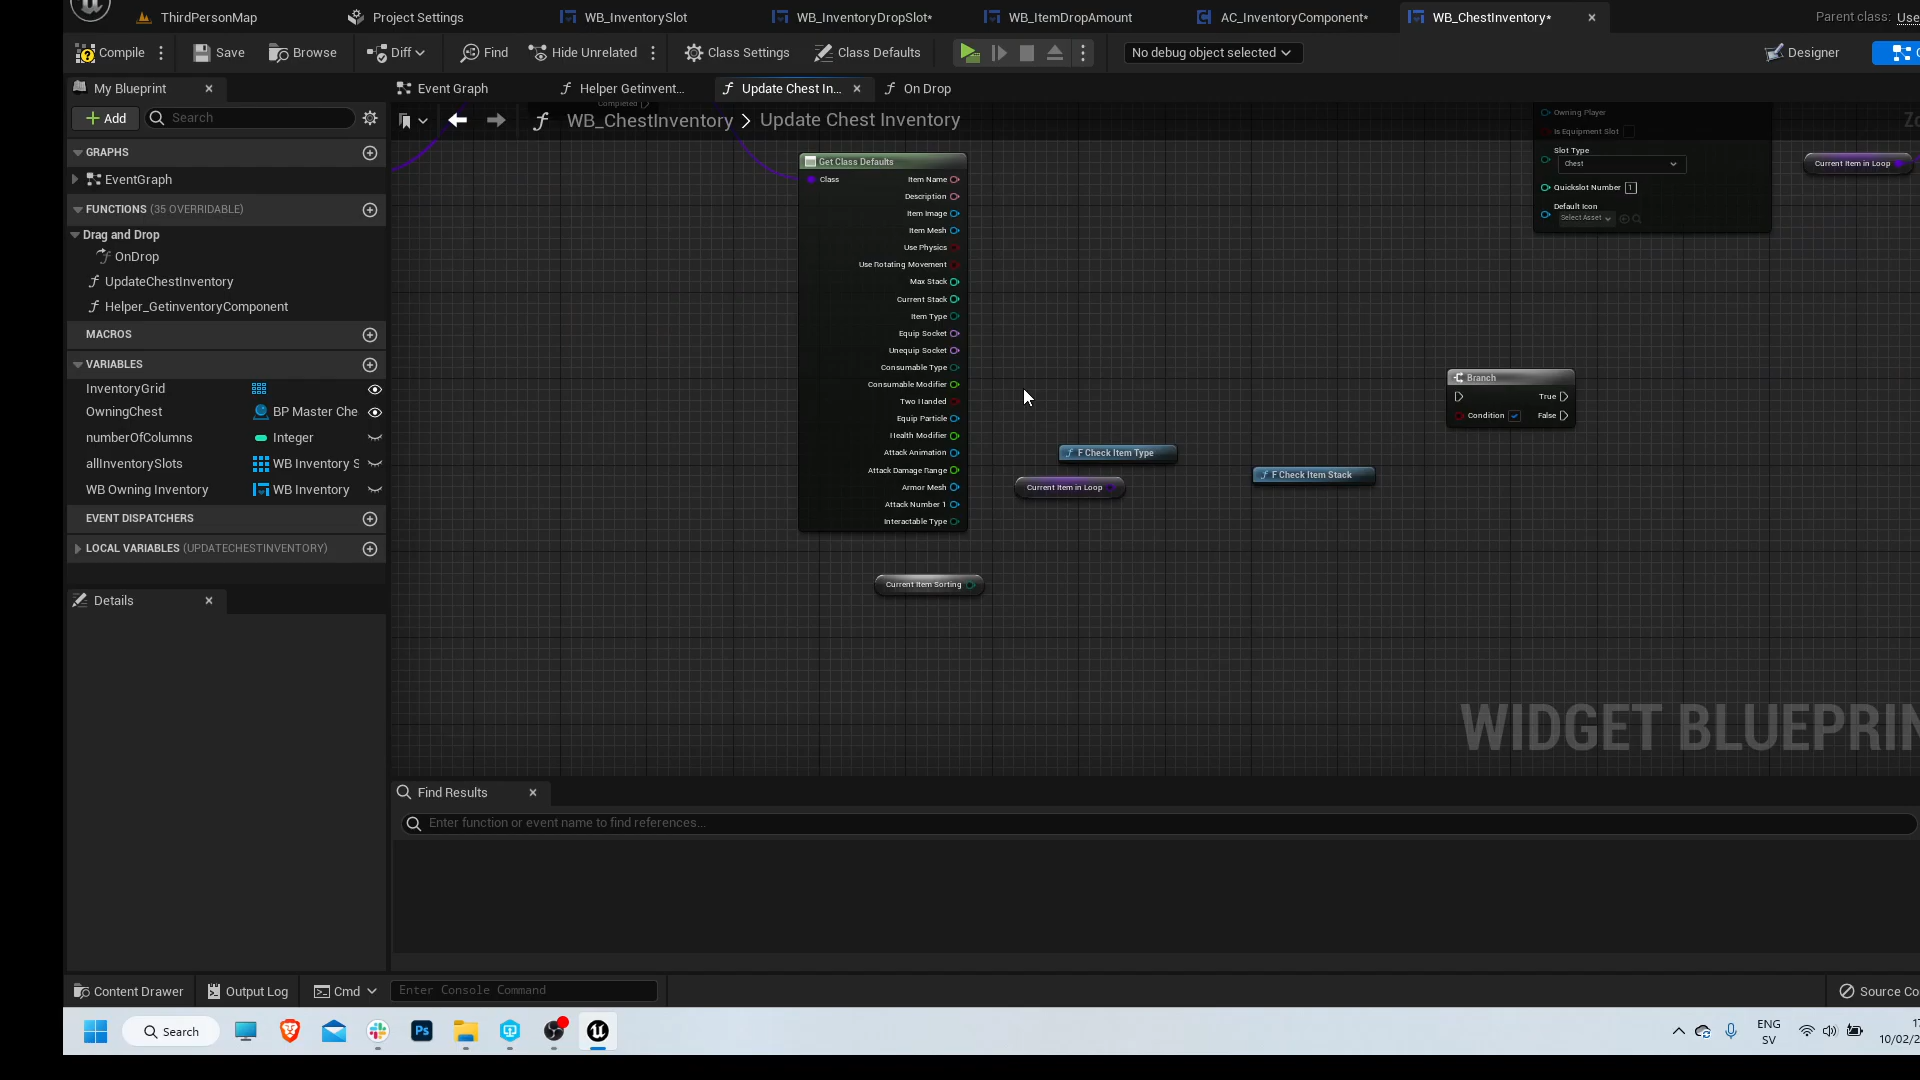 ThirdPersonMap
Project Settings
WB_InventorySlot
WB_InventoryDropSlot*
WB_ItemDropAmount
AC_InventoryComponent*
WB_ChestInventory*
Parent class:
Use
Compile
Save
Browse
Diff
Find
Hide Unrelated
Class Settings
Class Defaults
No debug object selected
Designer
My Blueprint
Event Graph
Helper Getinvent...
Update Chest In...
On Drop
Add
Search
WB_ChestInventory > Update Chest Inventory
Completed
Zo
GRAPHS
EventGraph
FUNCTIONS (35 OVERRIDABLE)
Drag and Drop
OnDrop
UpdateChestInventory
Helper_GetinventoryComponent
MACROS
VARIABLES
InventoryGrid
OwningChest
BP Master Che
numberOfColumns
Integer
allInventorySlots
WB Inventory S
WB Owning Inventory
WB Inventory
EVENT DISPATCHERS
LOCAL VARIABLES (UPDATECHESTINVENTORY)
Details
Get Class Defaults
Class
Item Name
Description
Item Image
Item Mesh
Use Physics
Use Rotating Movement
Max Stack
Current Stack
Item Type
Equip Socket
Unequip Socket
Consumable Type
Consumable Modifier
Two Handed
Equip Particle
Health Modifier
Attack Animation
Attack Damage Range
Armor Mesh
Attack Number 1
Interactable Type
Current Item Sorting
F Check Item Type
Current Item in Loop
F Check Item Stack
Branch
True
Condition
False
Owning Player
Is Equipment Slot
Slot Type
Chest
Quickslot Number 1
Default Icon
Select Asset
Current Item in Loop
WIDGET BLUEPRIN
Find Results
Enter function or event name to find references...
Content Drawer
Output Log
Cmd
Enter Console Command
Source Co
Search
Ps
ENG
SV
10/02/2